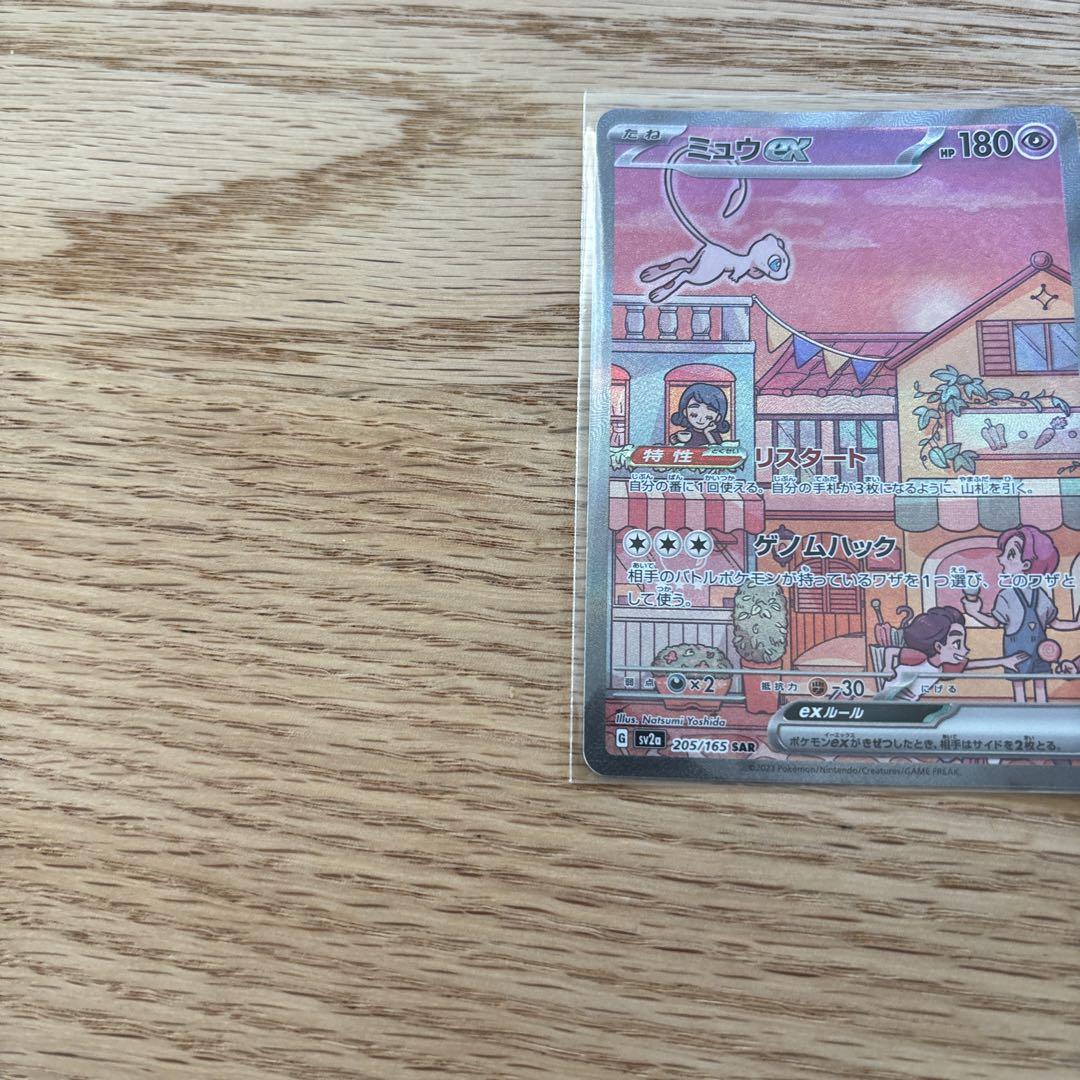 たね ミュウex HP 180
特性 とくせい リスタート
自分の番に1回使える。自分の手札が3枚になるように、山札を引く。
ゲノムハック
相手のバトルポケモンが持っているワザを1つ選び、このワザと
して使う。
弱点 ×2 抵抗力 -30 にげる
Illus. Natsumi Yoshida
exルール
G sv2a 205/165 SAR
ポケモンexがきぜつしたとき、相手はサイドを2枚とる。
©2023 Pokémon/Nintendo/Creatures/GAME FREAK.